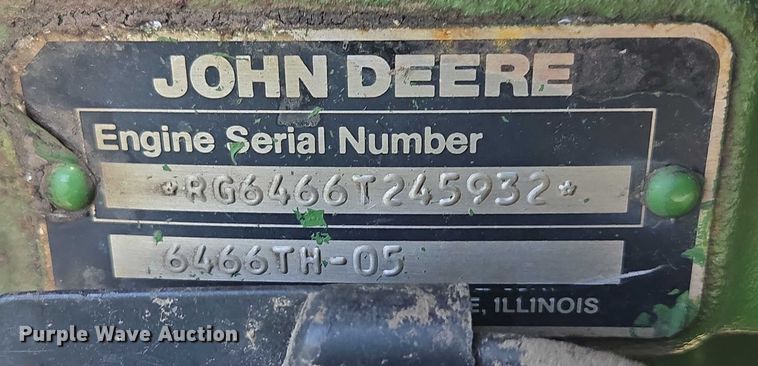 JOHN DEERE
Engine Serial Number
*RG6466T245932*
6466TH-05
ILLINOIS
Purple Wave Auction